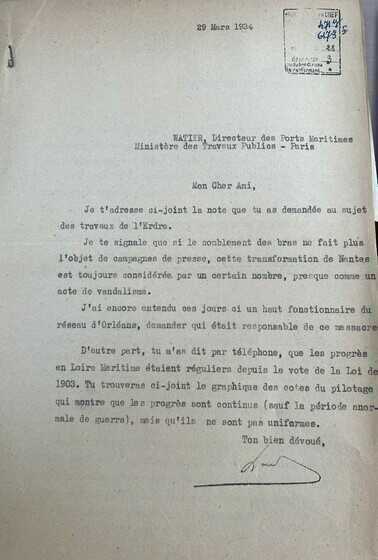 29 Mars 1934
WATIER, Directeur des Ports Maritimes
Ministère des Travaux Publics - Paris
Mon Cher Ami,
Je t'adresse ci-joint la note que tu as demandée au sujet
des travaux de l'Erdre.
Je te signale que si le comblement des bras ne fait plus
l'objet de campagnes de presse, cette transformation de Nantes
est toujours considérée par un certain nombre, presque comme un
acte de vandalisme.
J'ai encore entendu ces jours ci un haut fonctionnaire du
réseau d'Orléans, demander qui était responsable de ce massacre
D'autre part, tu m'as dit par téléphone, que les progrès
en Loire Maritime étaient réguliers depuis le vote de la Loi de
1903. Tu trouveras ci-joint le graphique des cotes du pilotage
qui montre que les progrès sont continus (sauf la période anor-
male de guerre), mais qu'ils ne sont pas uniformes.
Ton bien dévoué,